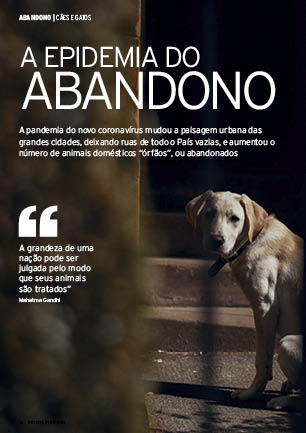 ABANDONO | CÃES E GATOS
A EPIDEMIA DO
ABANDONO
A pandemia do novo coronavírus mudou a paisagem urbana das
grandes cidades, deixando ruas de todo o País vazias, e aumentou o
número de animais domésticos “órfãos”, ou abandonados
“
A grandeza de uma
nação pode ser
julgada pelo modo
que seus animais
são tratados”
Mahatma Gandhi